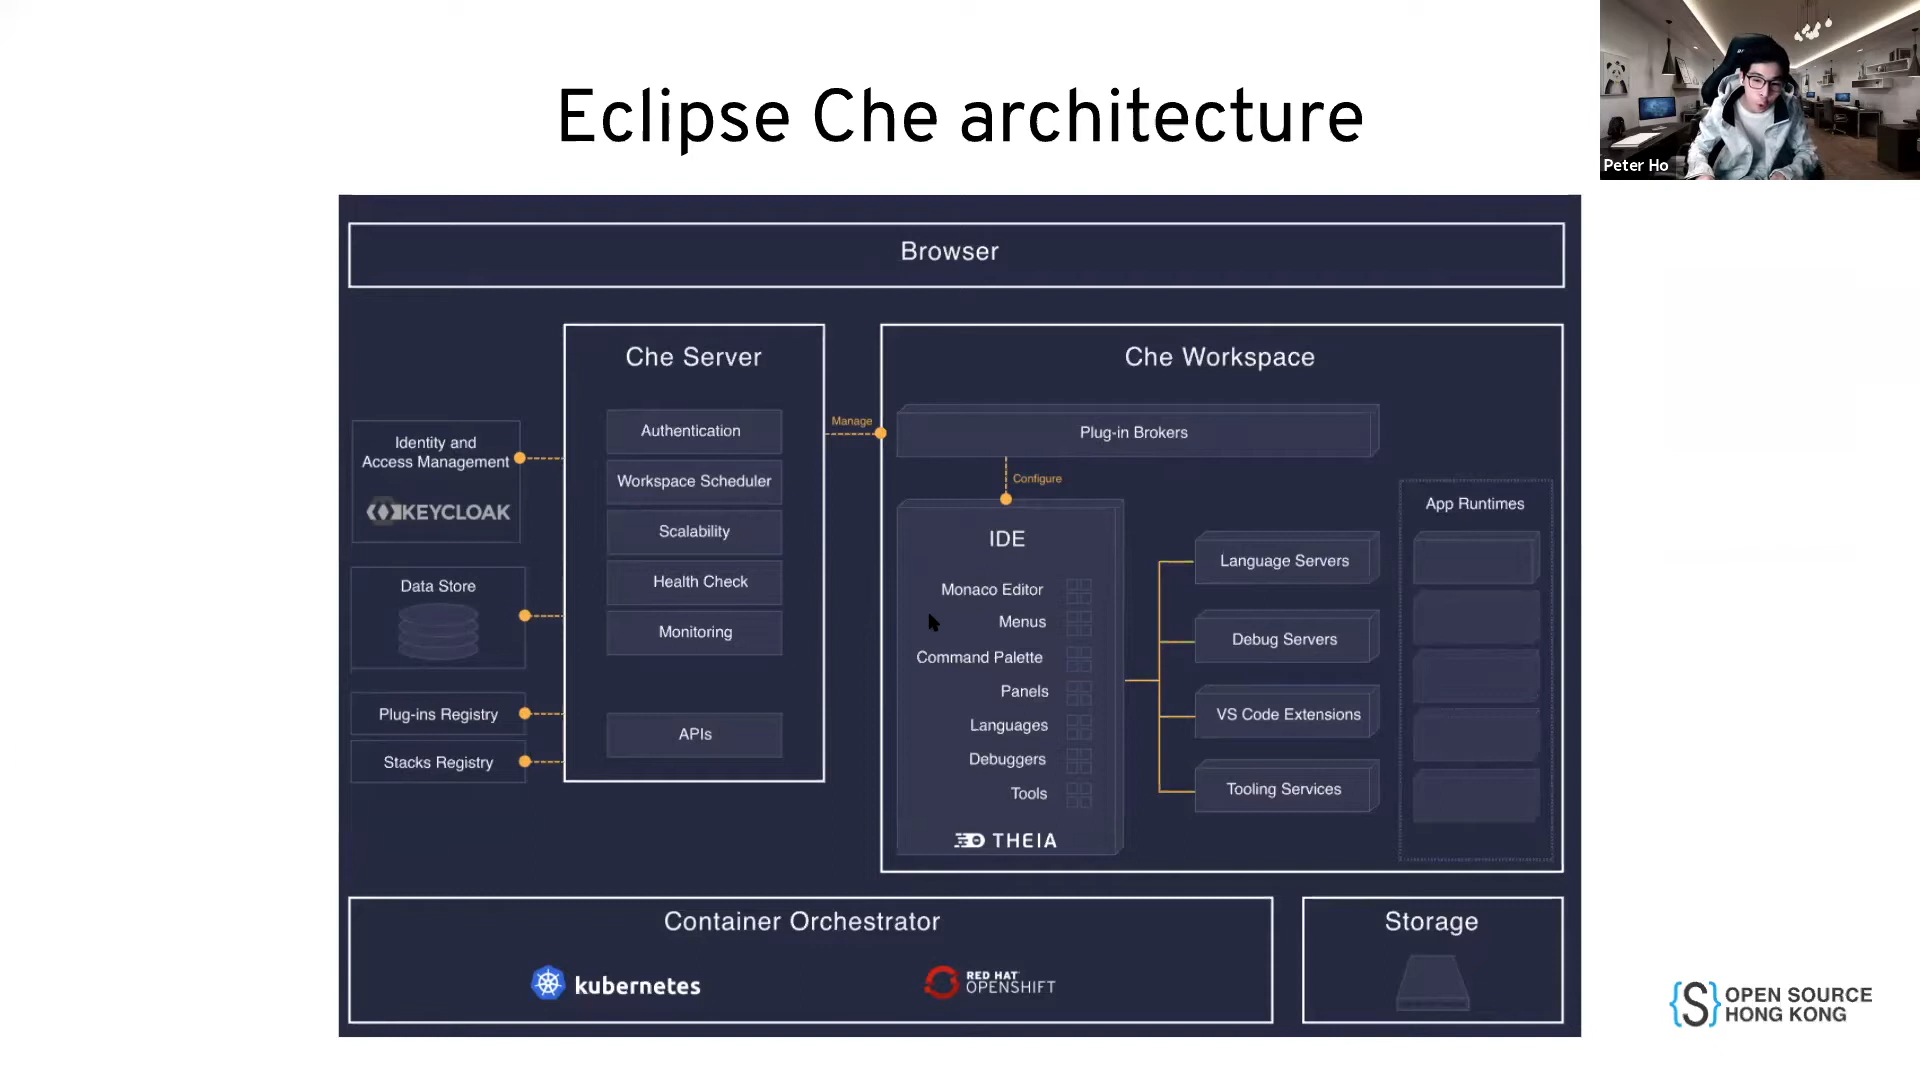 Eclipse Che architecture
Peter Ho
Browser
Che Server
Authentication
Workspace Scheduler
Scalability
Health Check
Monitoring
APIs
Identity and
Access Management
KEYCLOAK
Data Store
Plug-ins Registry
Stacks Registry
Manage
Che Workspace
Plug-in Brokers
Configure
IDE
Monaco Editor
Menus
Command Palette
Panels
Languages
Debuggers
Tools
THEIA
Language Servers
Debug Servers
VS Code Extensions
Tooling Services
App Runtimes
Container Orchestrator
kubernetes
RED HAT
OPENSHIFT
Storage
{S} OPEN SOURCE
HONG KONG